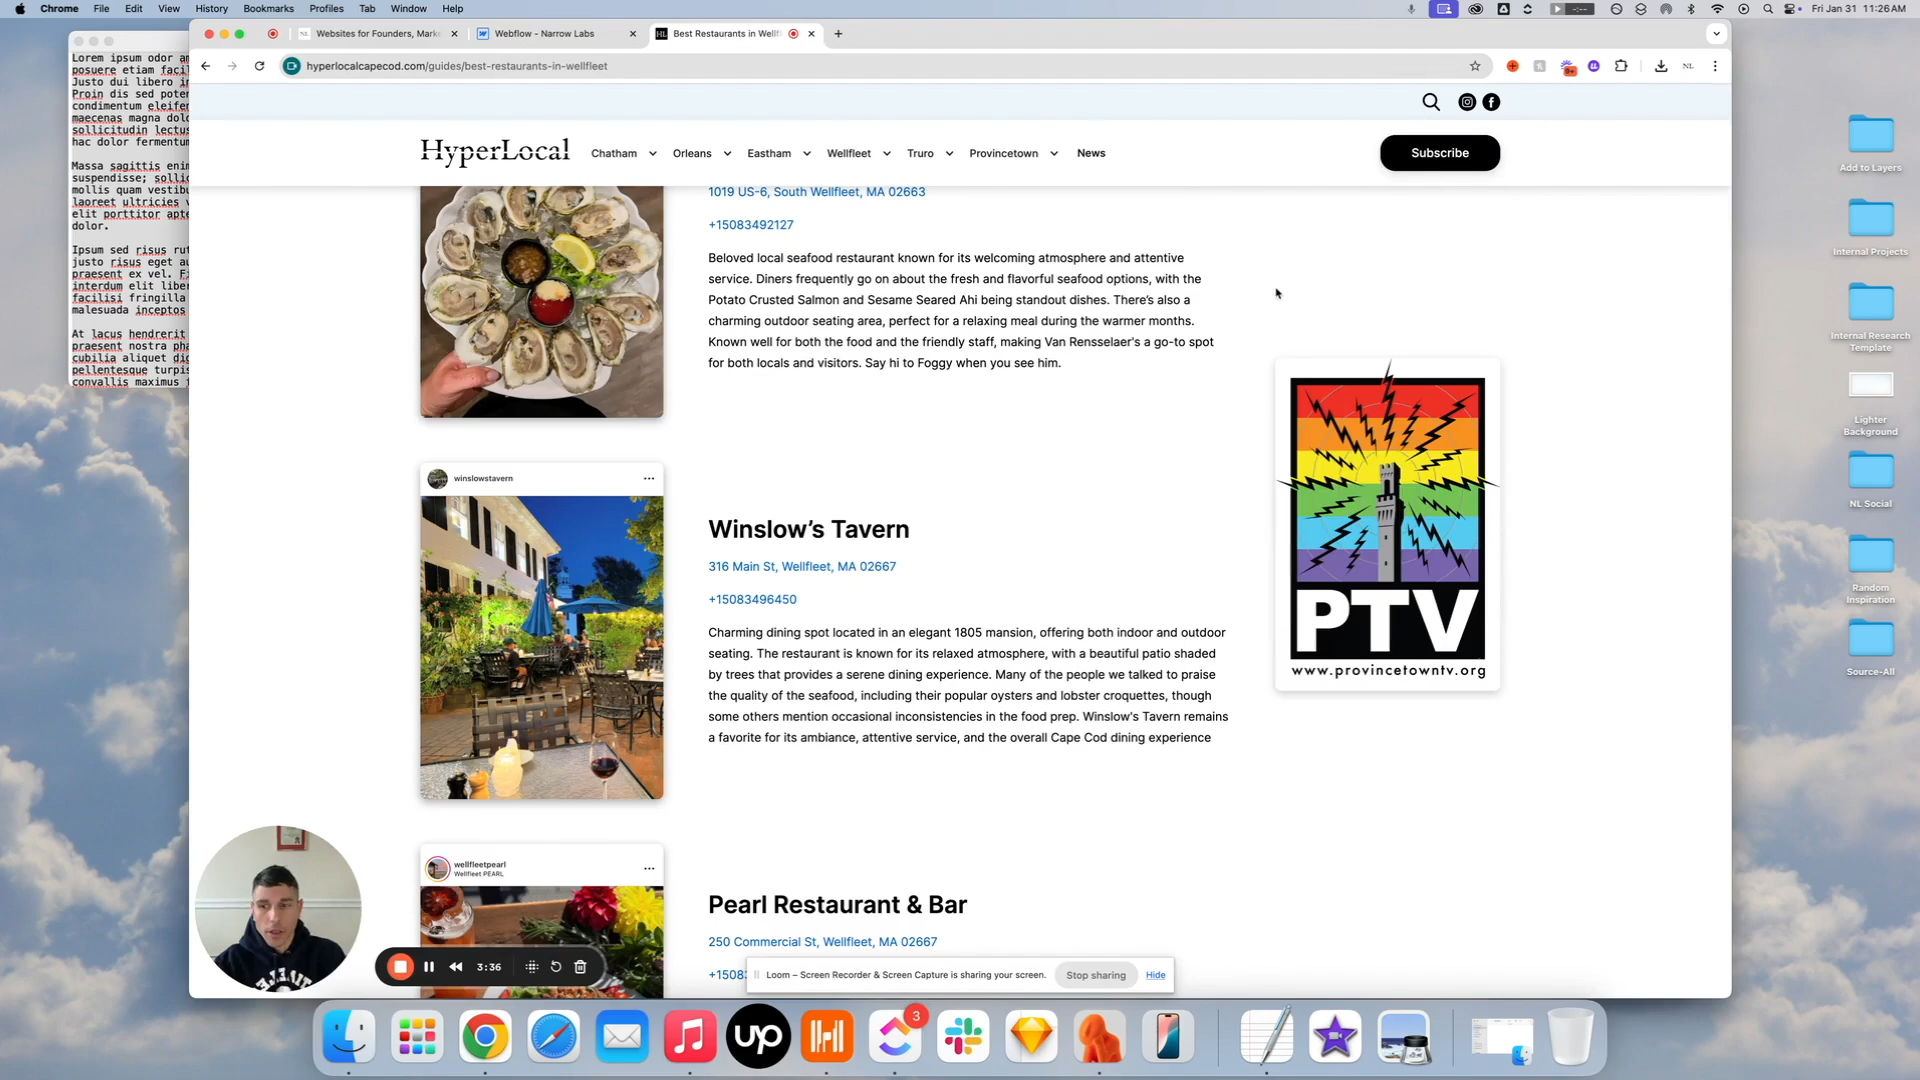 Chrome File Edit View History Bookmarks Profiles Tab Window Help
Fri Jan 31 11:26 AM
Websites for Founders, Mark
Webflow - Narrow Labs
Best Restaurants in Wellf
hyperlocalcapecod.com/guides/best-restaurants-in-wellfleet
9+
NL
HyperLocal
Chatham Orleans Eastham Wellfleet Truro Provincetown News
Subscribe
Lorem ipsum odor
posuere etiam
Justo dui libero
Proin dis sed
condimentum
maecenas magna
sollicitudin lectus
hac dolor
Massa sagittis
suspendisse;
mollis quam
laoreet ultricies
elit porttitor
dolor.
Ipsum sed risus
justo risus eget
praesent ex vel.
interdum elit
facilisi fringilla
malesuada inceptos
At lacus hendrerit
praesent nostra
cubilia aliquet
pellentesque
convallis maximus
1019 US-6, South Wellfleet, MA 02663
+15083492127
Beloved local seafood restaurant known for its welcoming atmosphere and attentive
service. Diners frequently go on about the fresh and flavorful seafood options, with the
Potato Crusted Salmon and Sesame Seared Ahi being standout dishes. There's also a
charming outdoor seating area, perfect for a relaxing meal during the warmer months.
Known well for both the food and the friendly staff, making Van Rensselaer's a go-to spot
for both locals and visitors. Say hi to Foggy when you see him.
winslowstavern
Winslow's Tavern
316 Main St, Wellfleet, MA 02667
+15083496450
Charming dining spot located in an elegant 1805 mansion, offering both indoor and outdoor
seating. The restaurant is known for its relaxed atmosphere, with a beautiful patio shaded
by trees that provides a serene dining experience. Many of the people we talked to praise
the quality of the seafood, including their popular oysters and lobster croquettes, though
some others mention occasional inconsistencies in the food prep. Winslow's Tavern remains
a favorite for its ambiance, attentive service, and the overall Cape Cod dining experience
PTV
www.provincetowntv.org
wellfleetpearl
Wellfleet PEARL
Pearl Restaurant & Bar
250 Commercial St, Wellfleet, MA 02667
+1508
3:36
Loom – Screen Recorder & Screen Capture is sharing your screen.
Stop sharing
Hide
Add to Layers
Internal Projects
Internal Research
Template
Lighter
Background
NL Social
Random
Inspiration
Source-All
up
3